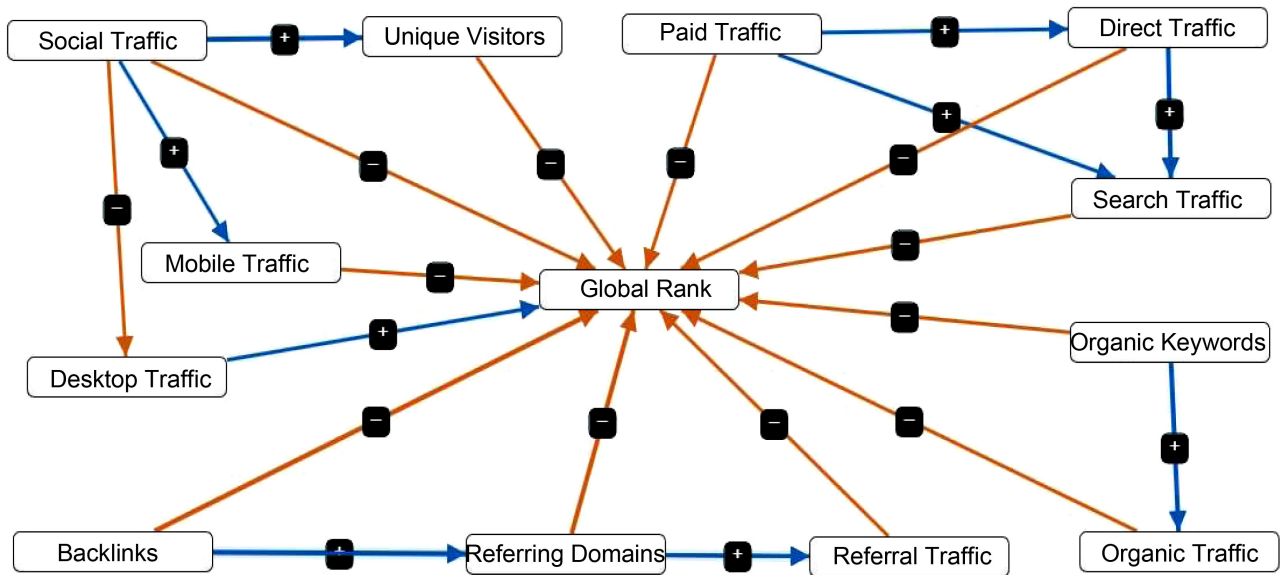 Social Traffic
+
Unique Visitors
Paid Traffic
+
Direct Traffic
+
+
+
−
−
−
−
Search Traffic
−
−
Mobile Traffic
−
Global Rank
−
+
Organic Keywords
Desktop Traffic
−
−
−
−
+
Backlinks
+
Referring Domains
+
Referral Traffic
Organic Traffic